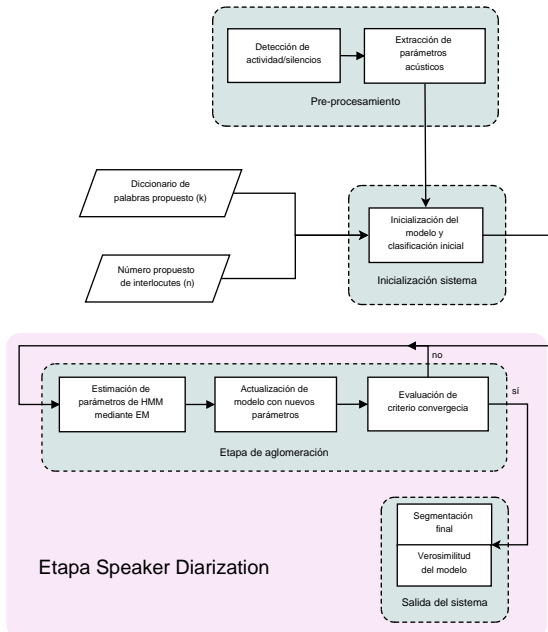 Detección de
actividad/silencios
Extracción de
parámetros
acústicos
Pre-procesamiento
Diccionario de
palabras propuesto (k)
Número propuesto
de interlocutes (n)
Inicialización del
modelo y
clasificación inicial
Inicialización sistema
no
sí
Estimación de
parámetros de HMM
mediante EM
Actualización de
modelo con nuevos
parámetros
Evaluación de
criterio convergecia
Etapa de aglomeración
Segmentación
final
Verosimilitud
del modelo
Salida del sistema
Etapa Speaker Diarization